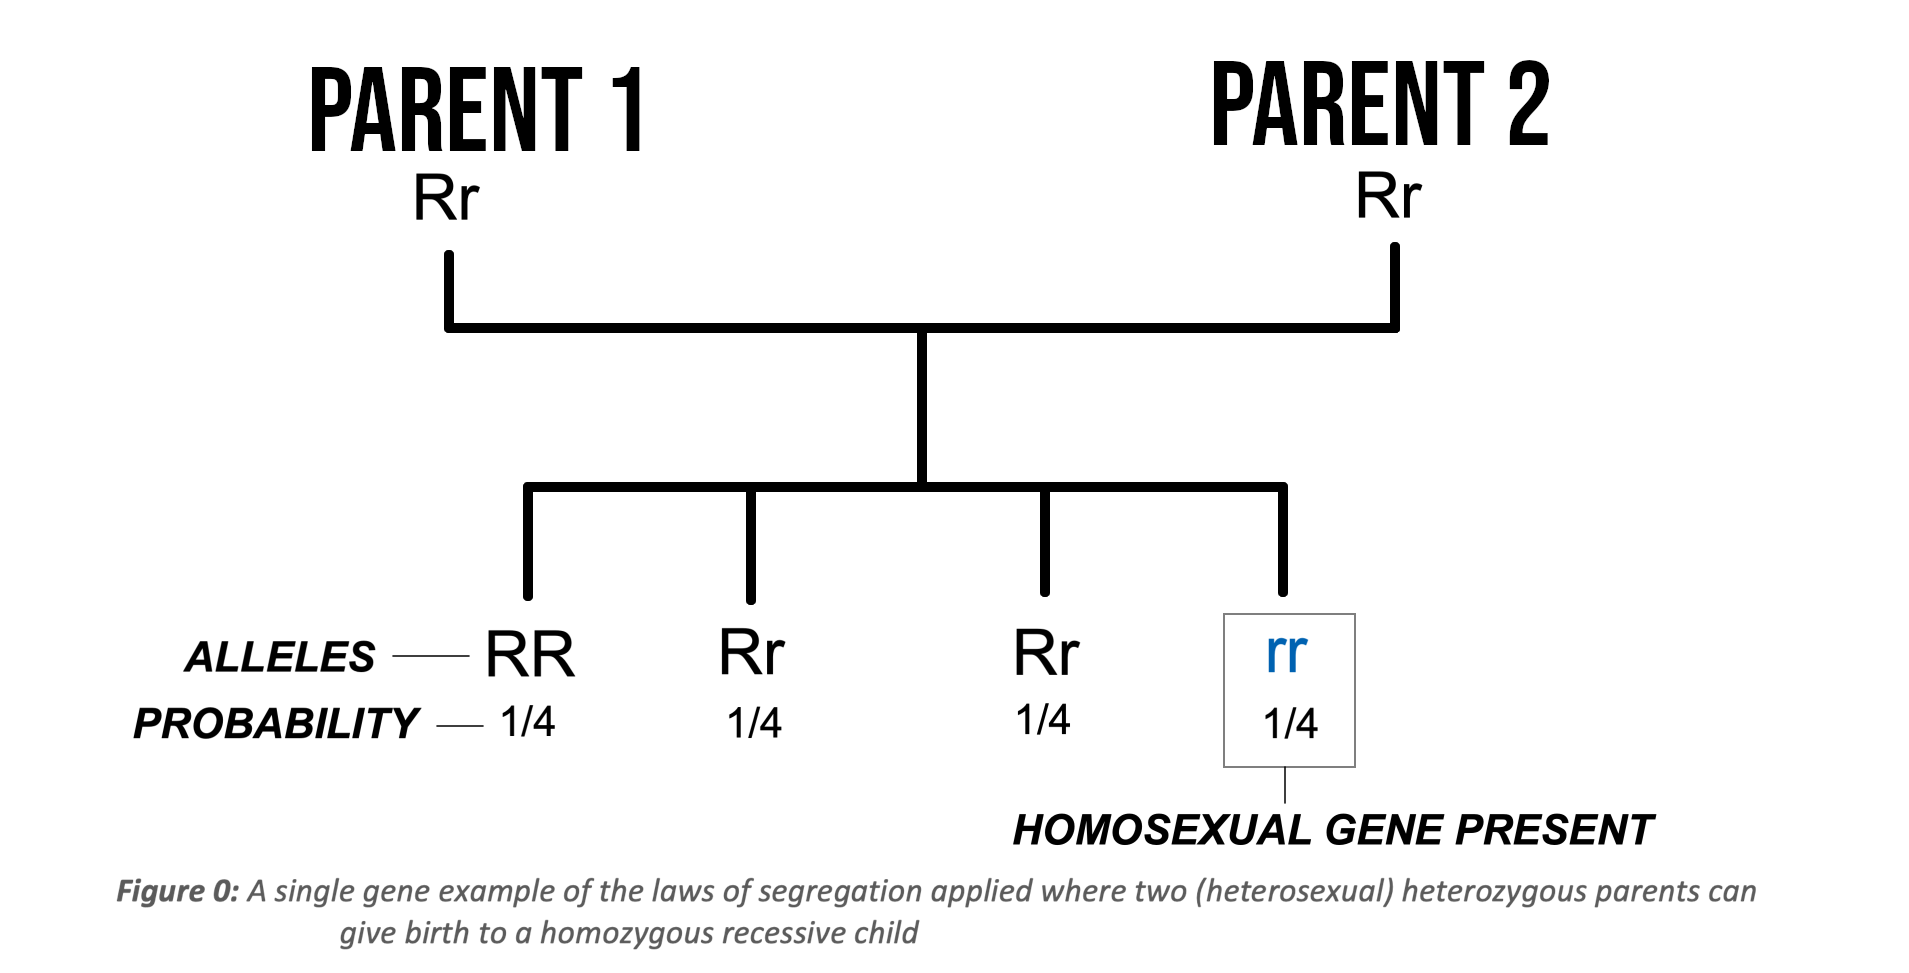 PARENT 1
PARENT 2
Rr
Rr
ALLELES
RR
Rr
Rr
rr
PROBABILITY
1/4
1/4
1/4
1/4
HOMOSEXUAL GENE PRESENT
Figure 0: A single gene example of the laws of segregation applied where two (heterosexual) heterozygous parents can
give birth to a homozygous recessive child